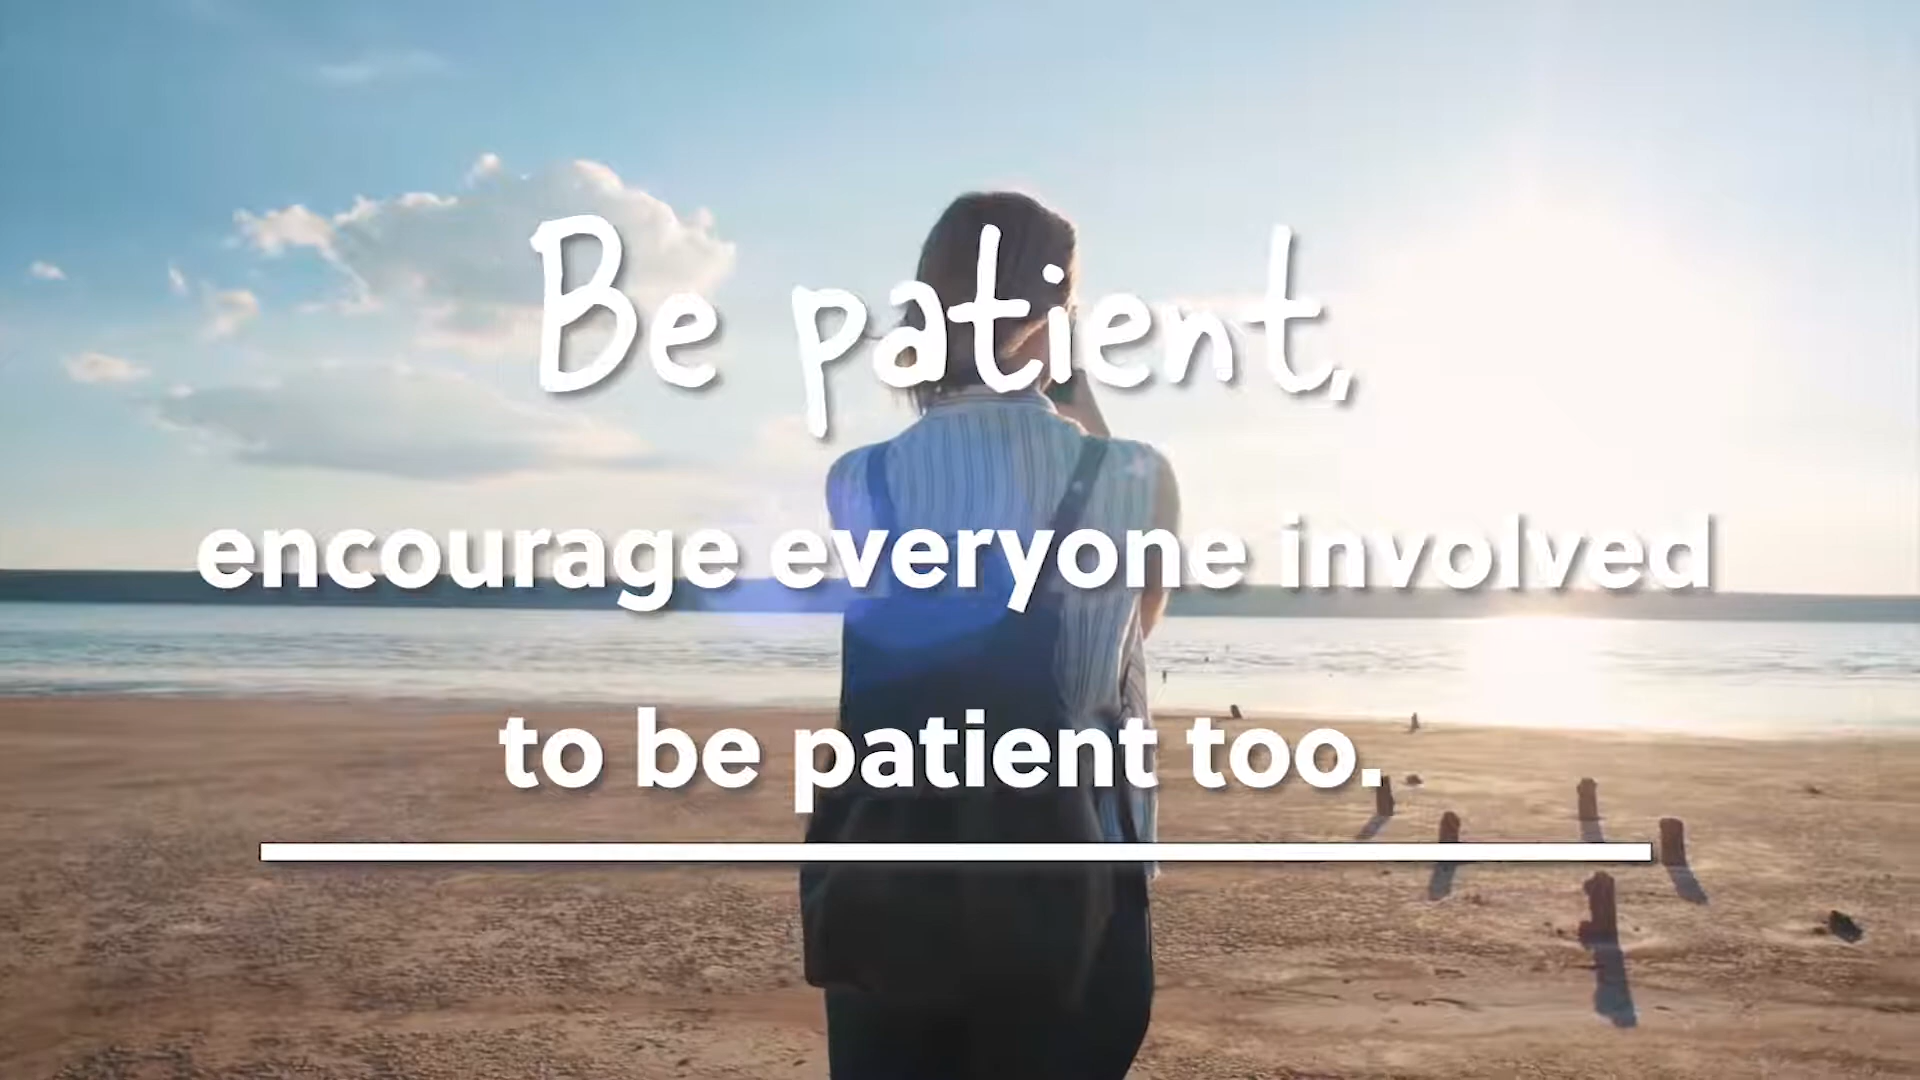 Be patient,
encourage everyone involved
to be patient too.